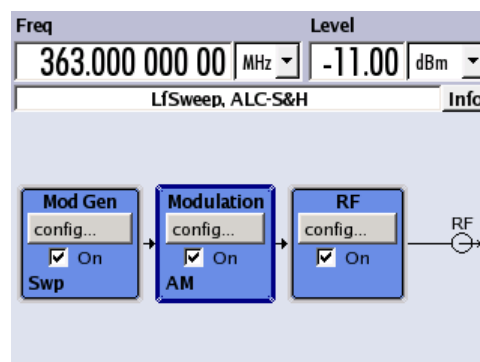 Freq Level
363.000 000 00 MHz -11.00 dBm
LfSweep, ALC-S&H Info
Mod Gen Modulation RF
config... config... config... RF
On On On
Swp AM